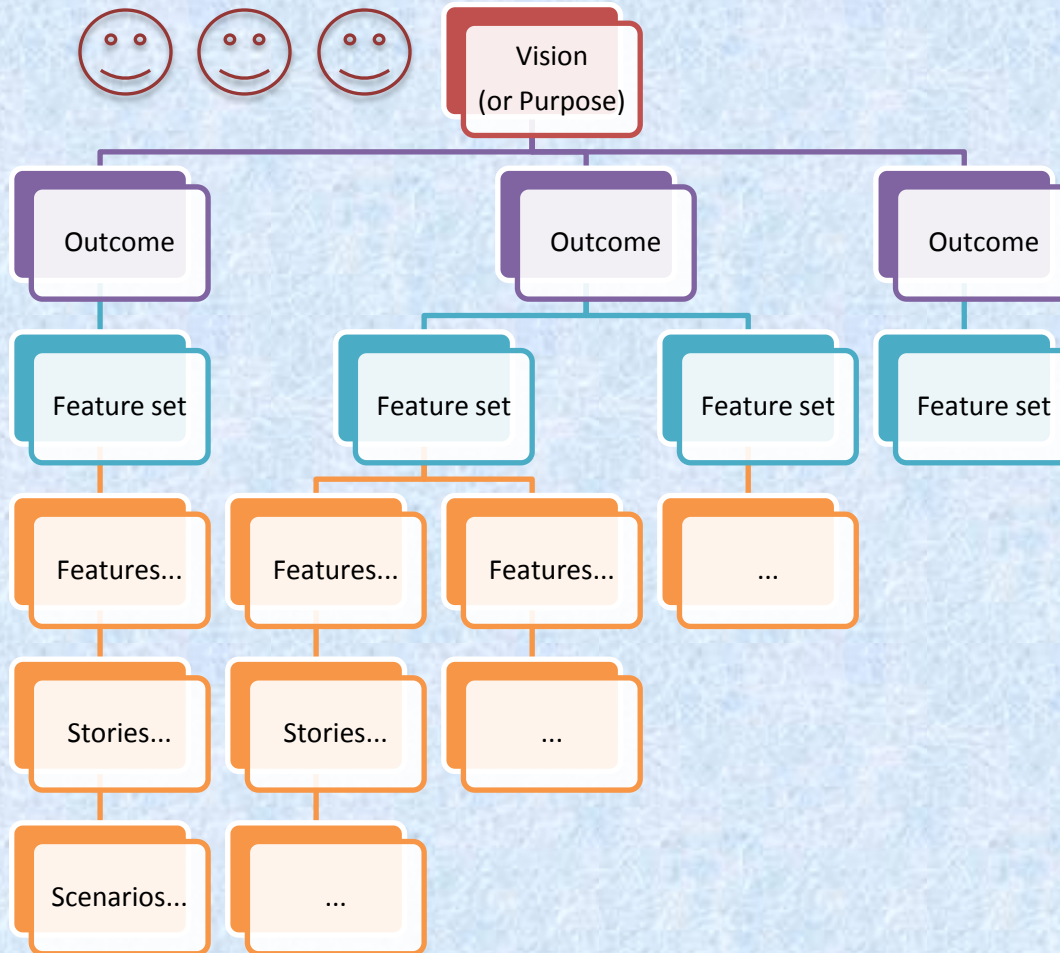 Vision
(or Purpose)
Outcome
Outcome
Outcome
Feature set
Feature set
Feature set
Feature set
Features...
Features...
Features...
...
Stories...
Stories...
...
Scenarios...
...